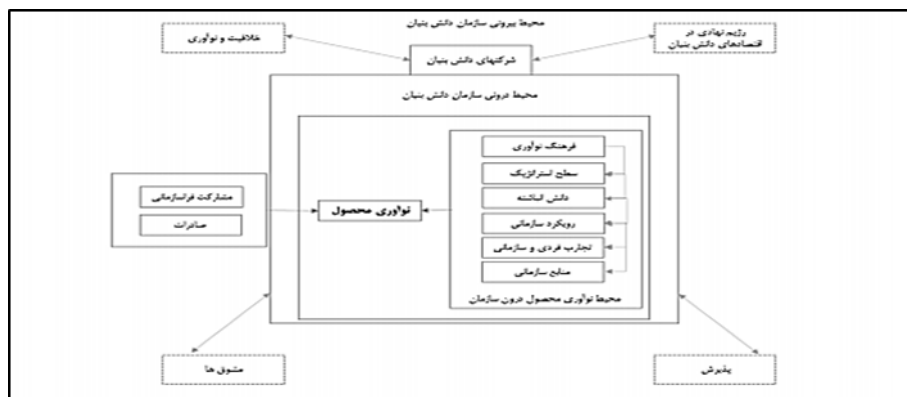 محیط بیرونی سازمان دانش بنیان
خلاقیت و نوآوری
رژیم نهادی در
اقتصادهای دانش بنیان
شرکتهای دانش بنیان
محیط درونی سازمان دانش بنیان
فرهنگ نوآوری
سطح استراتژیک
دانش انباشته
رویکرد سازمانی
تجارب فردی و سازمانی
منابع سازمانی
محیط نوآوری محصول درون سازمان
نوآوری محصول
مشارکت فراسازمانی
صادرات
مشوق ها
پذیرش